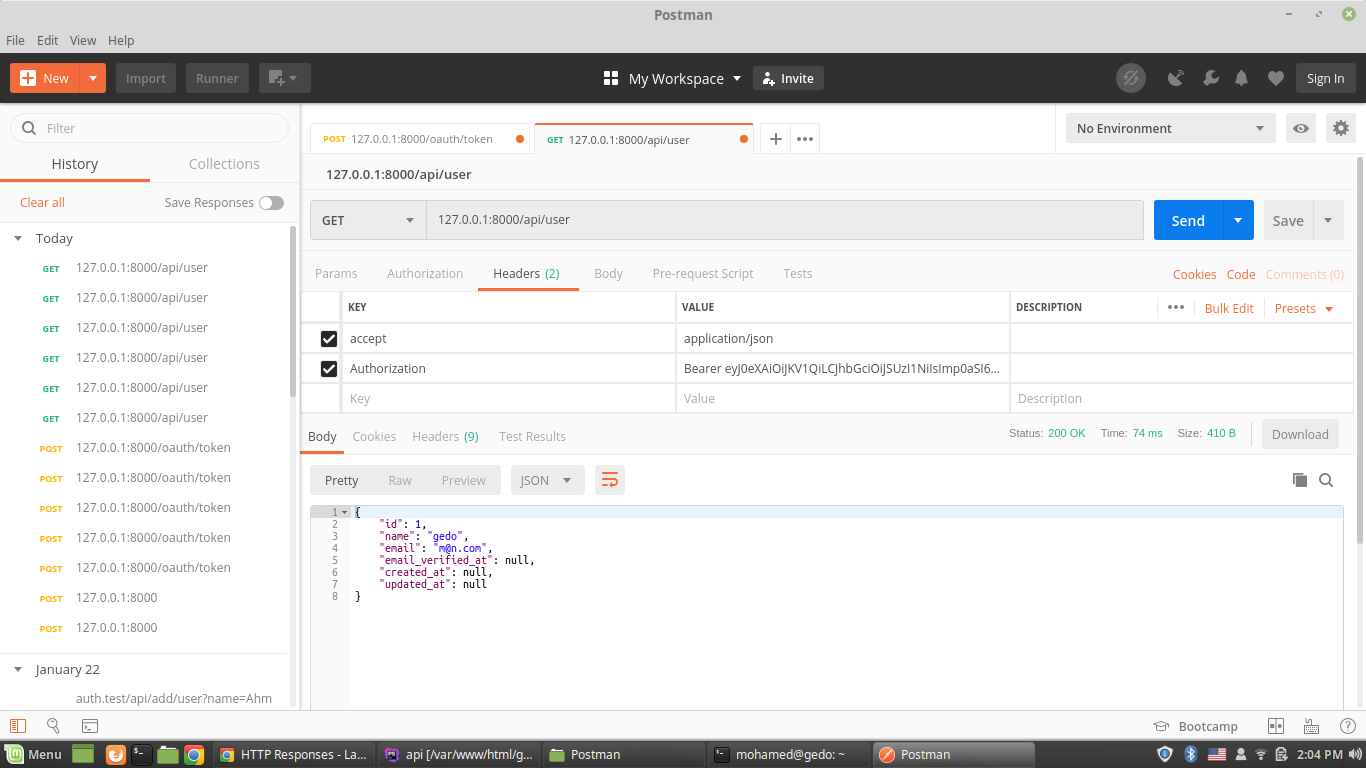 Postman
File Edit View Help
New Import Runner My Workspace Invite Sign In
Filter
History Collections
Clear all Save Responses
Today
GET 127.0.0.1:8000/api/user
GET 127.0.0.1:8000/api/user
GET 127.0.0.1:8000/api/user
GET 127.0.0.1:8000/api/user
GET 127.0.0.1:8000/api/user
GET 127.0.0.1:8000/api/user
POST 127.0.0.1:8000/oauth/token
POST 127.0.0.1:8000/oauth/token
POST 127.0.0.1:8000/oauth/token
POST 127.0.0.1:8000/oauth/token
POST 127.0.0.1:8000/oauth/token
POST 127.0.0.1:8000
POST 127.0.0.1:8000
January 22
auth.test/api/add/user?name=Ahm
POST 127.0.0.1:8000/oauth/token GET 127.0.0.1:8000/api/user No Environment
127.0.0.1:8000/api/user
GET 127.0.0.1:8000/api/user Send Save
Params Authorization Headers (2) Body Pre-request Script Tests Cookies Code Comments (0)
KEY VALUE DESCRIPTION Bulk Edit Presets
accept application/json
Authorization Bearer eyJ0eXAiOiJKV1QiLCJhbGciOiJSUzI1NiIsImp0aSI6...
Key Value Description
Body Cookies Headers (9) Test Results Status: 200 OK Time: 74 ms Size: 410 B Download
Pretty Raw Preview JSON
1 {
2 "id": 1,
3 "name": "gedo",
4 "email": "m@n.com",
5 "email_verified_at": null,
6 "created_at": null,
7 "updated_at": null
8 }
Bootcamp
Menu HTTP Responses - La... api [/var/www/html/g... Postman mohamed@gedo: ~ Postman 2:04 PM